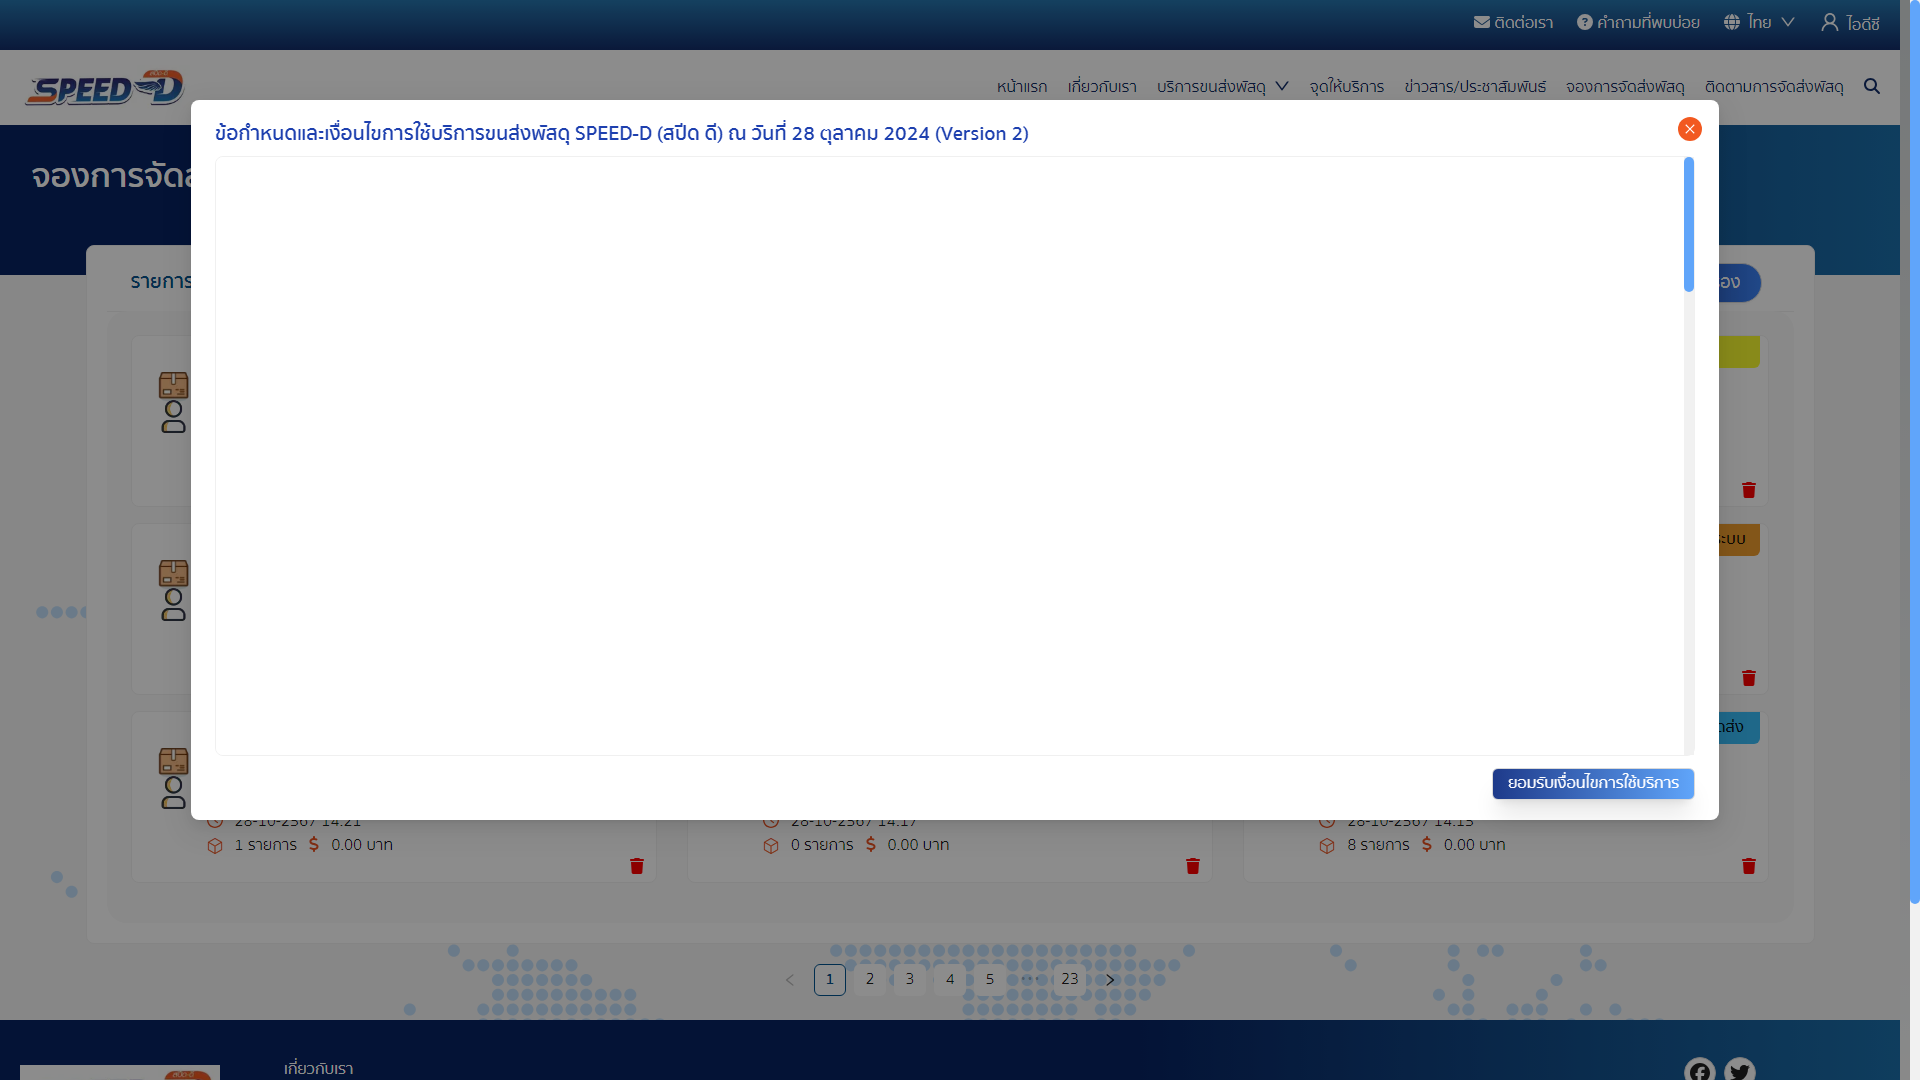 ติดต่อเรา คำถามที่พบบ่อย ไทย ไอดีซี
SPEED-D
หน้าแรก เกี่ยวกับเรา บริการขนส่งพัสดุ จุดให้บริการ ข่าวสาร/ประชาสัมพันธ์ จองการจัดส่งพัสดุ ติดตามการจัดส่งพัสดุ
ข้อกำหนดและเงื่อนไขการใช้บริการขนส่งพัสดุ SPEED-D (สปีด ดี) ณ วันที่ 28 ตุลาคม 2024 (Version 2)
จองการจัด
รายการ
ยอมรับเงื่อนไขการใช้บริการ
28-10-2567 14:21 28-10-2567 14:17 28-10-2567 14:15
1 รายการ 0.00 บาท 0 รายการ 0.00 บาท 8 รายการ 0.00 บาท
1 2 3 4 5 ••• 23
เกี่ยวกับเรา